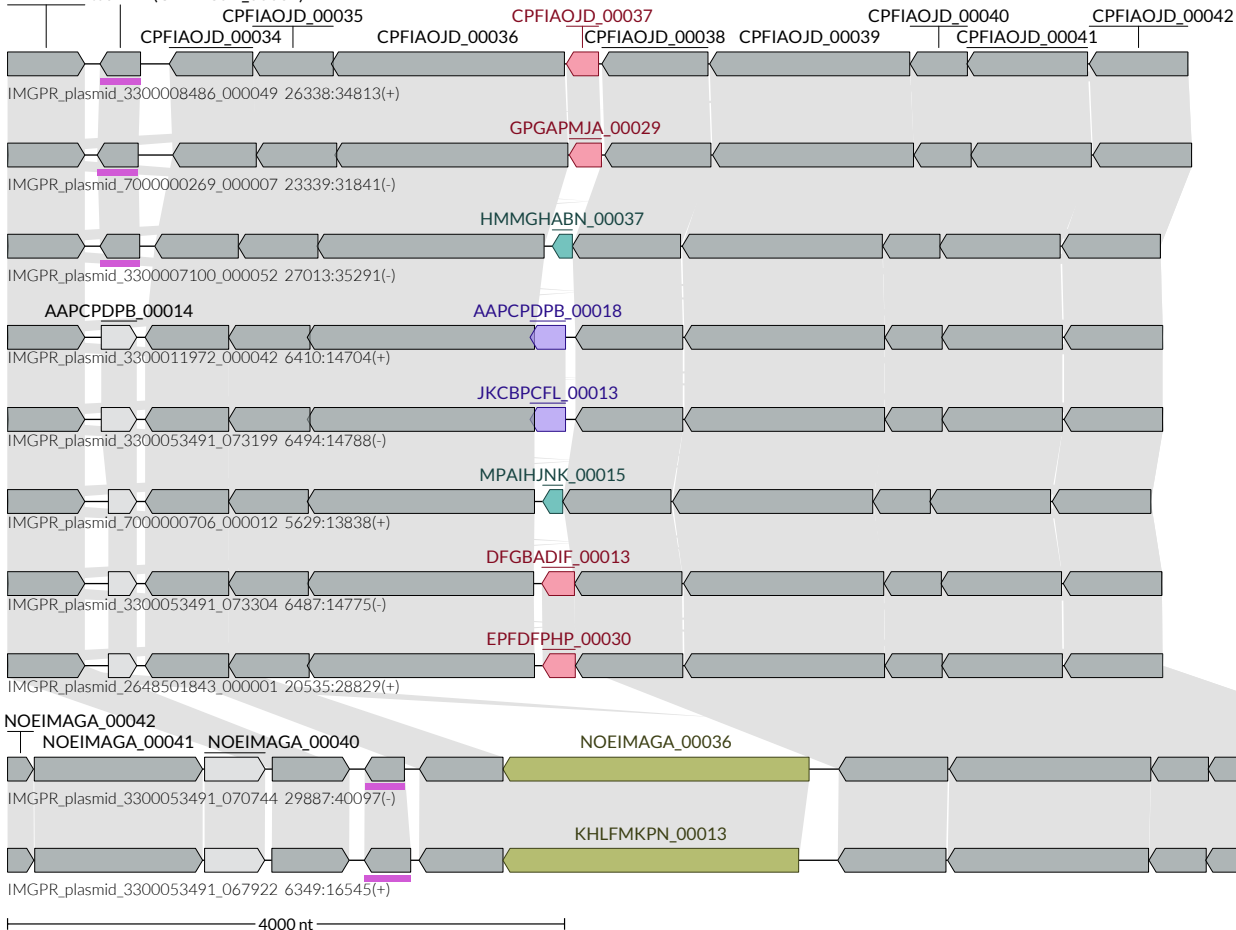 CPFIAOJD_00035 CPFIAOJD_00037 CPFIAOJD_00040 CPFIAOJD_00042
CPFIAOJD_00034 CPFIAOJD_00036 CPFIAOJD_00038 CPFIAOJD_00039 CPFIAOJD_00041
IMGPR_plasmid_3300008486_000049 26338:34813(+)
GPGAPMJA_00029
IMGPR_plasmid_7000000269_000007 23339:31841(-)
HMMGHABN_00037
IMGPR_plasmid_3300007100_000052 27013:35291(-)
AAPCPDPB_00014 AAPCPDPB_00018
IMGPR_plasmid_3300011972_000042 6410:14704(+)
JKCBPCFL_00013
IMGPR_plasmid_3300053491_073199 6494:14788(-)
MPAIHJNK_00015
IMGPR_plasmid_7000000706_000012 5629:13838(+)
DFGBADIF_00013
IMGPR_plasmid_3300053491_073304 6487:14775(-)
EPFDFPHP_00030
IMGPR_plasmid_2648501843_000001 20535:28829(+)
NOEIMAGA_00042
NOEIMAGA_00041 NOEIMAGA_00040 NOEIMAGA_00036
IMGPR_plasmid_3300053491_070744 29887:40097(-)
KHLFMKPN_00013
IMGPR_plasmid_3300053491_067922 6349:16545(+)
4000 nt